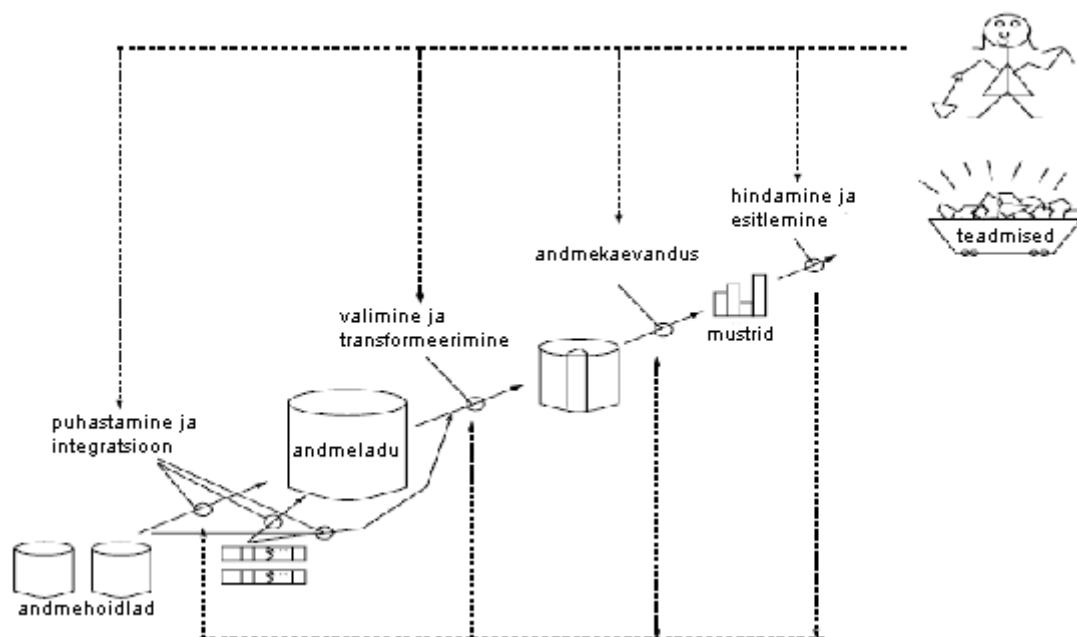 hindamine ja
esitlemine
teadmised
andmekaevandus
valimine ja
transformeerimine
mustrid
puhastamine ja
integratsioon
andmeladu
andmehoidlad